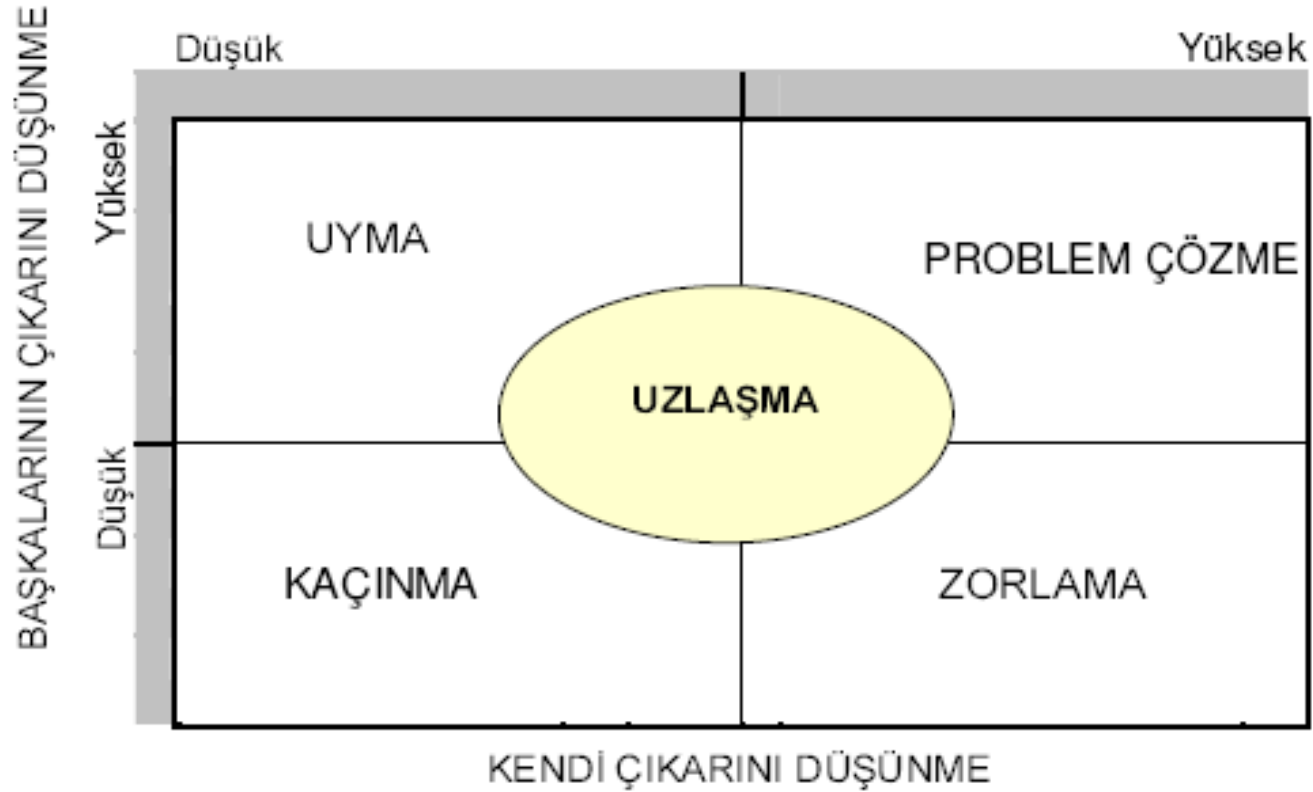 BAŞKALARININ ÇIKARINI DÜŞÜNME
Düşük
Yüksek
Yüksek
Düşük
UYMA
PROBLEM ÇÖZME
UZLAŞMA
KAÇINMA
ZORLAMA
KENDİ ÇIKARINI DÜŞÜNME